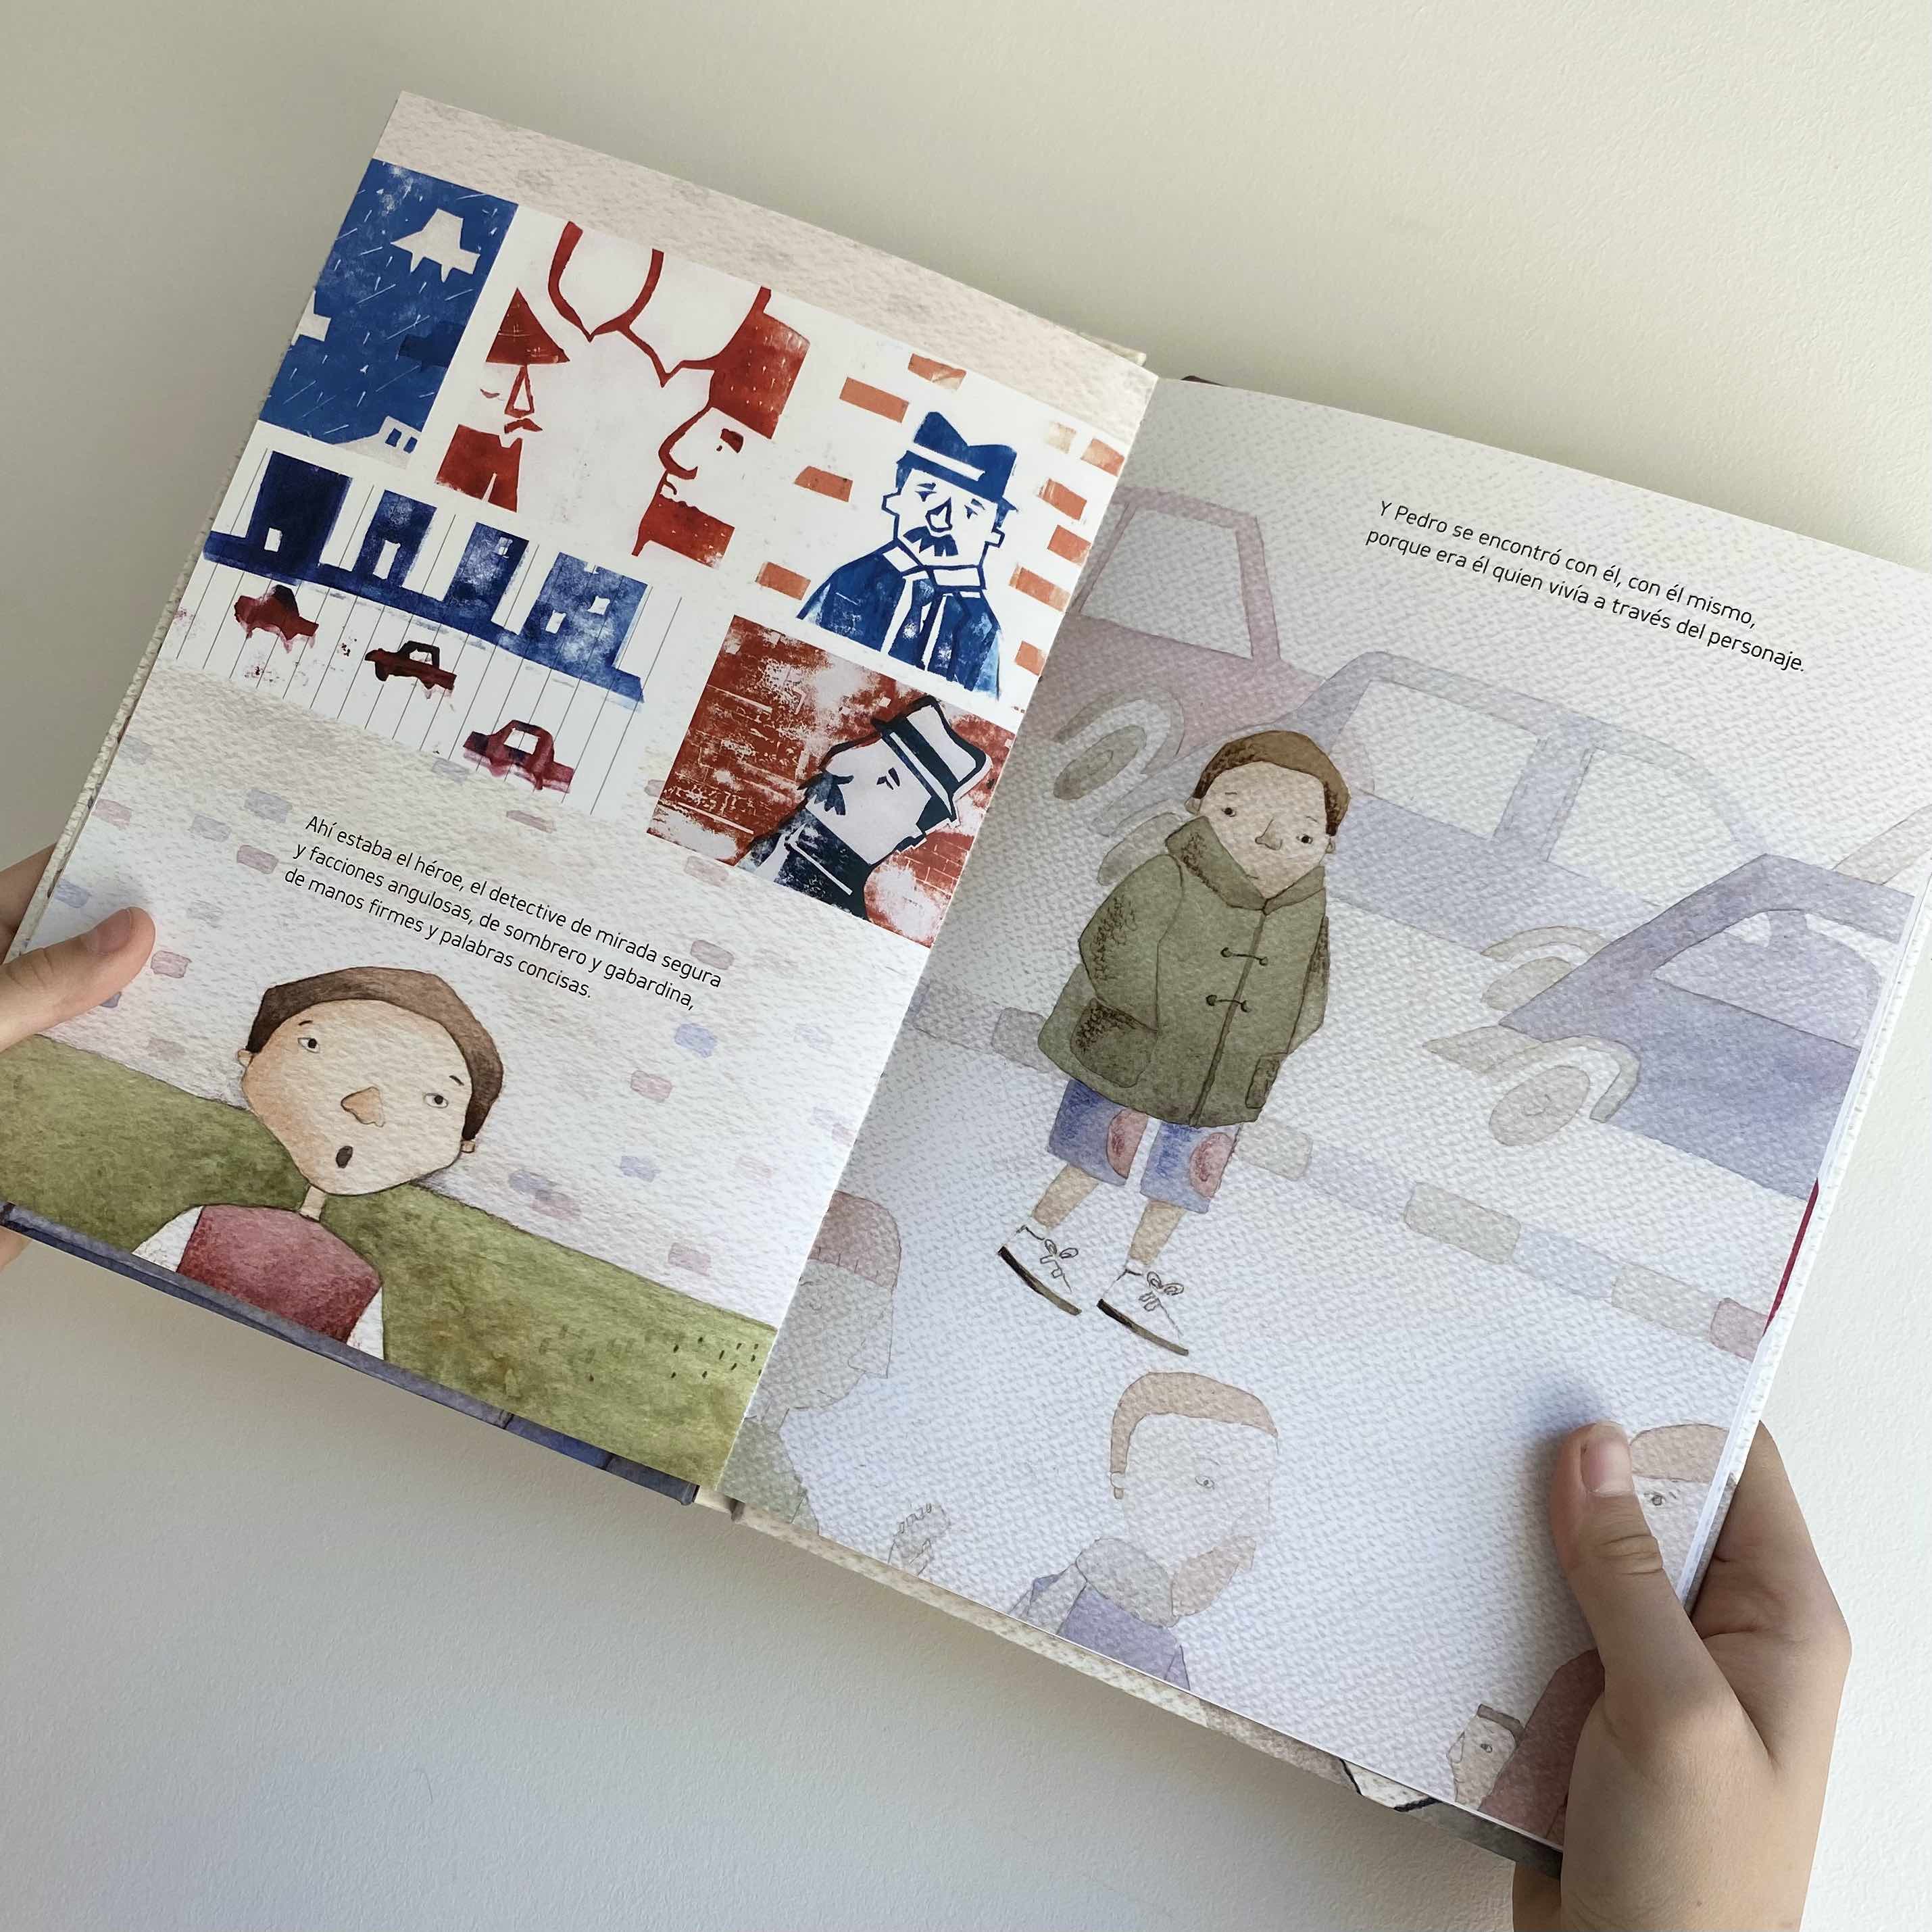 Ahí estaba el héroe, el detective de mirada segura
y facciones angulosas, de sombrero y gabardina,
de manos firmes y palabras concisas.
Y Pedro se encontró con él, con él mismo,
porque era él quien vivía a través del personaje.